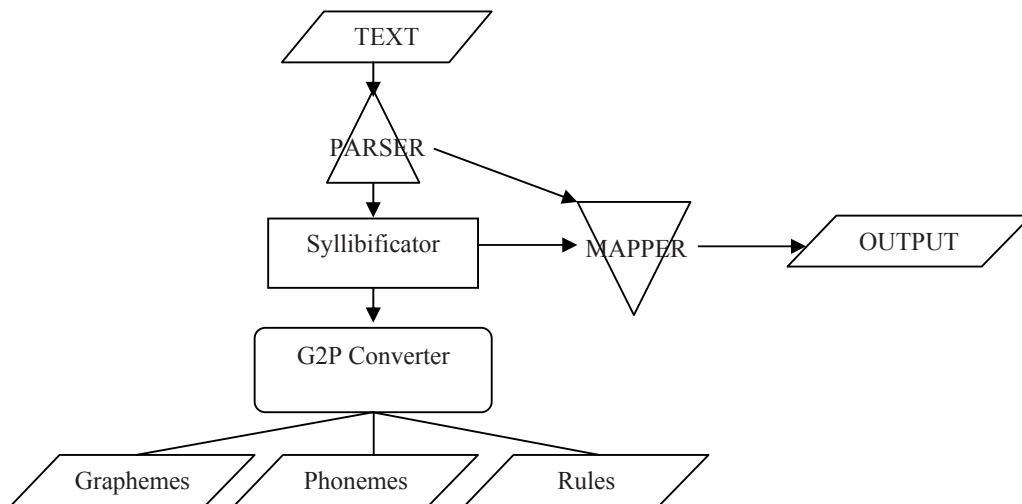 TEXT
PARSER
Syllibificator
MAPPER
OUTPUT
G2P Converter
Graphemes
Phonemes
Rules